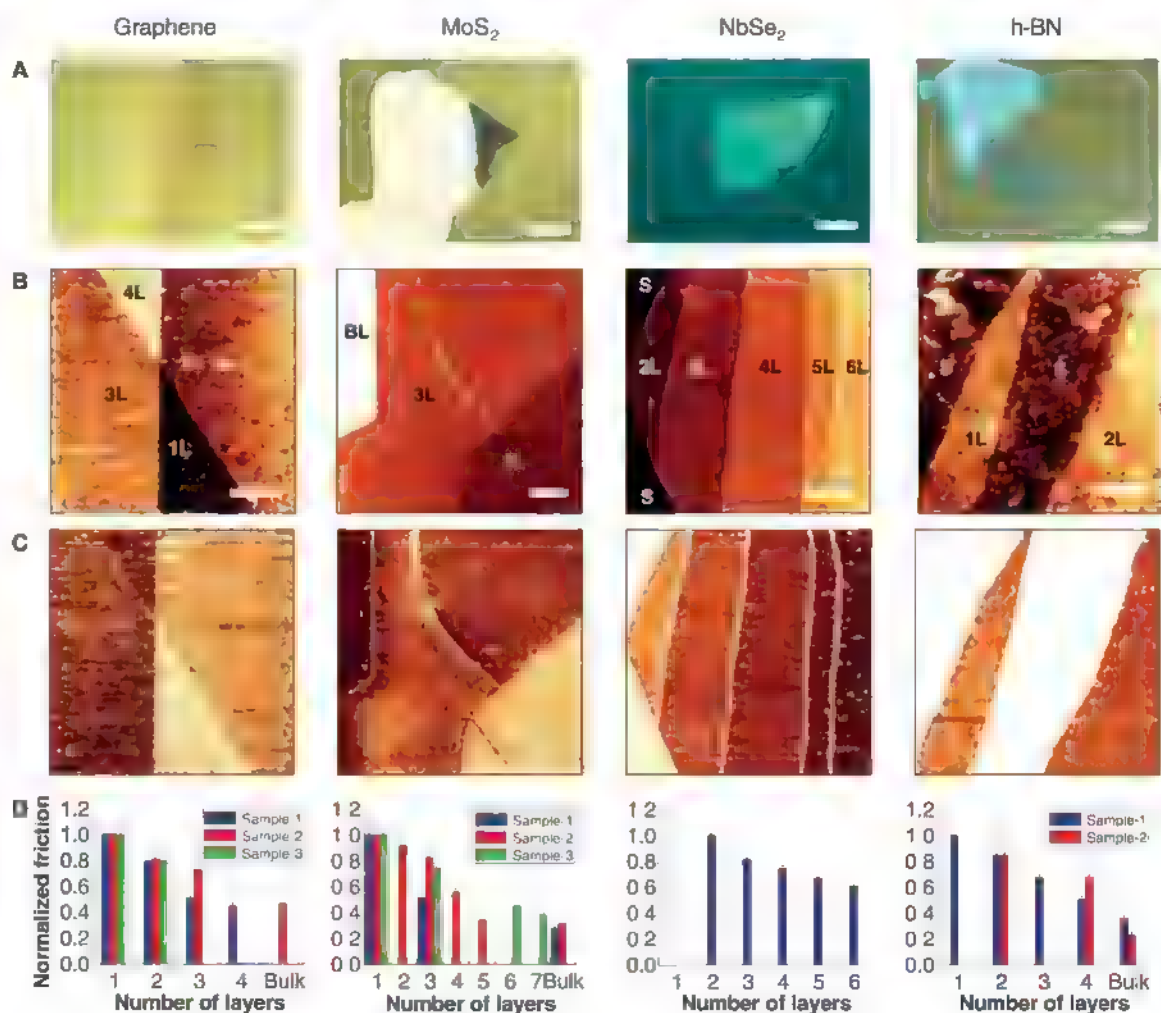 Graphene MoS₂ NbSe₂ h-BN
A
B
4L
3L
1L
BL
3L
S
2L
4L
5L
6L
S
1L
2L
C
D
Normalized friction
1.2
1.0
0.8
0.6
0.4
0.2
0.0
Sample-1
Sample-2
Sample-3
1 2 3 4 Bulk
Number of layers
1.2
1.0
0.8
0.6
0.4
0.2
0.0
Sample-1
Sample-2
Sample-3
1 2 3 4 5 6 7 Bulk
Number of layers
1.2
1.0
0.8
0.6
0.4
0.2
0.0
1 2 3 4 5 6
Number of layers
1.2
1.0
0.8
0.6
0.4
0.2
0.0
Sample-1
Sample-2
1 2 3 4 Bulk
Number of layers